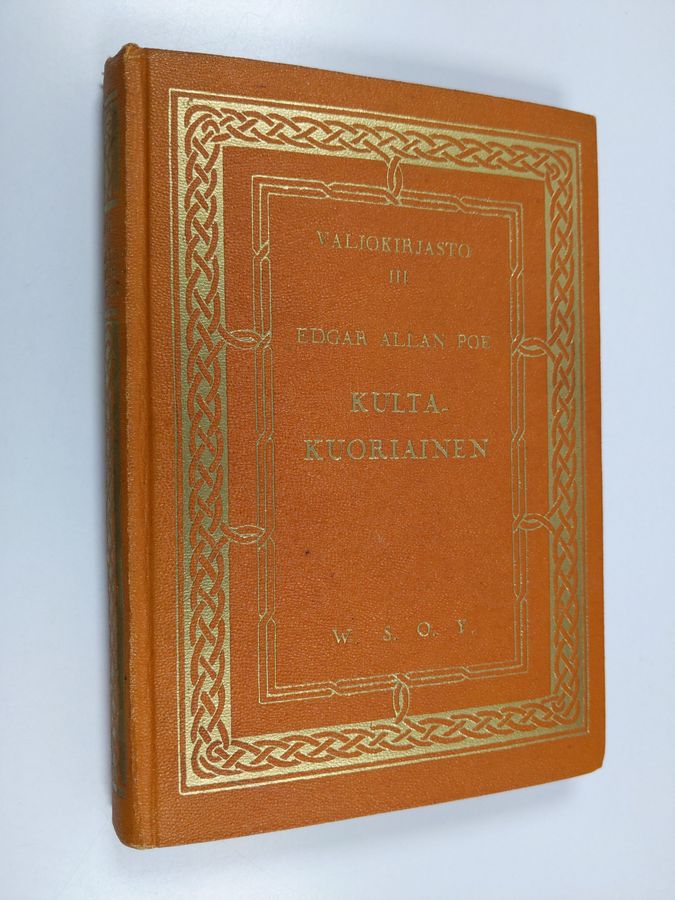 VALIOKIRJASTO
III
EDGAR ALLAN POE
KULTA-
KUORIAINEN
W. S. O. Y.